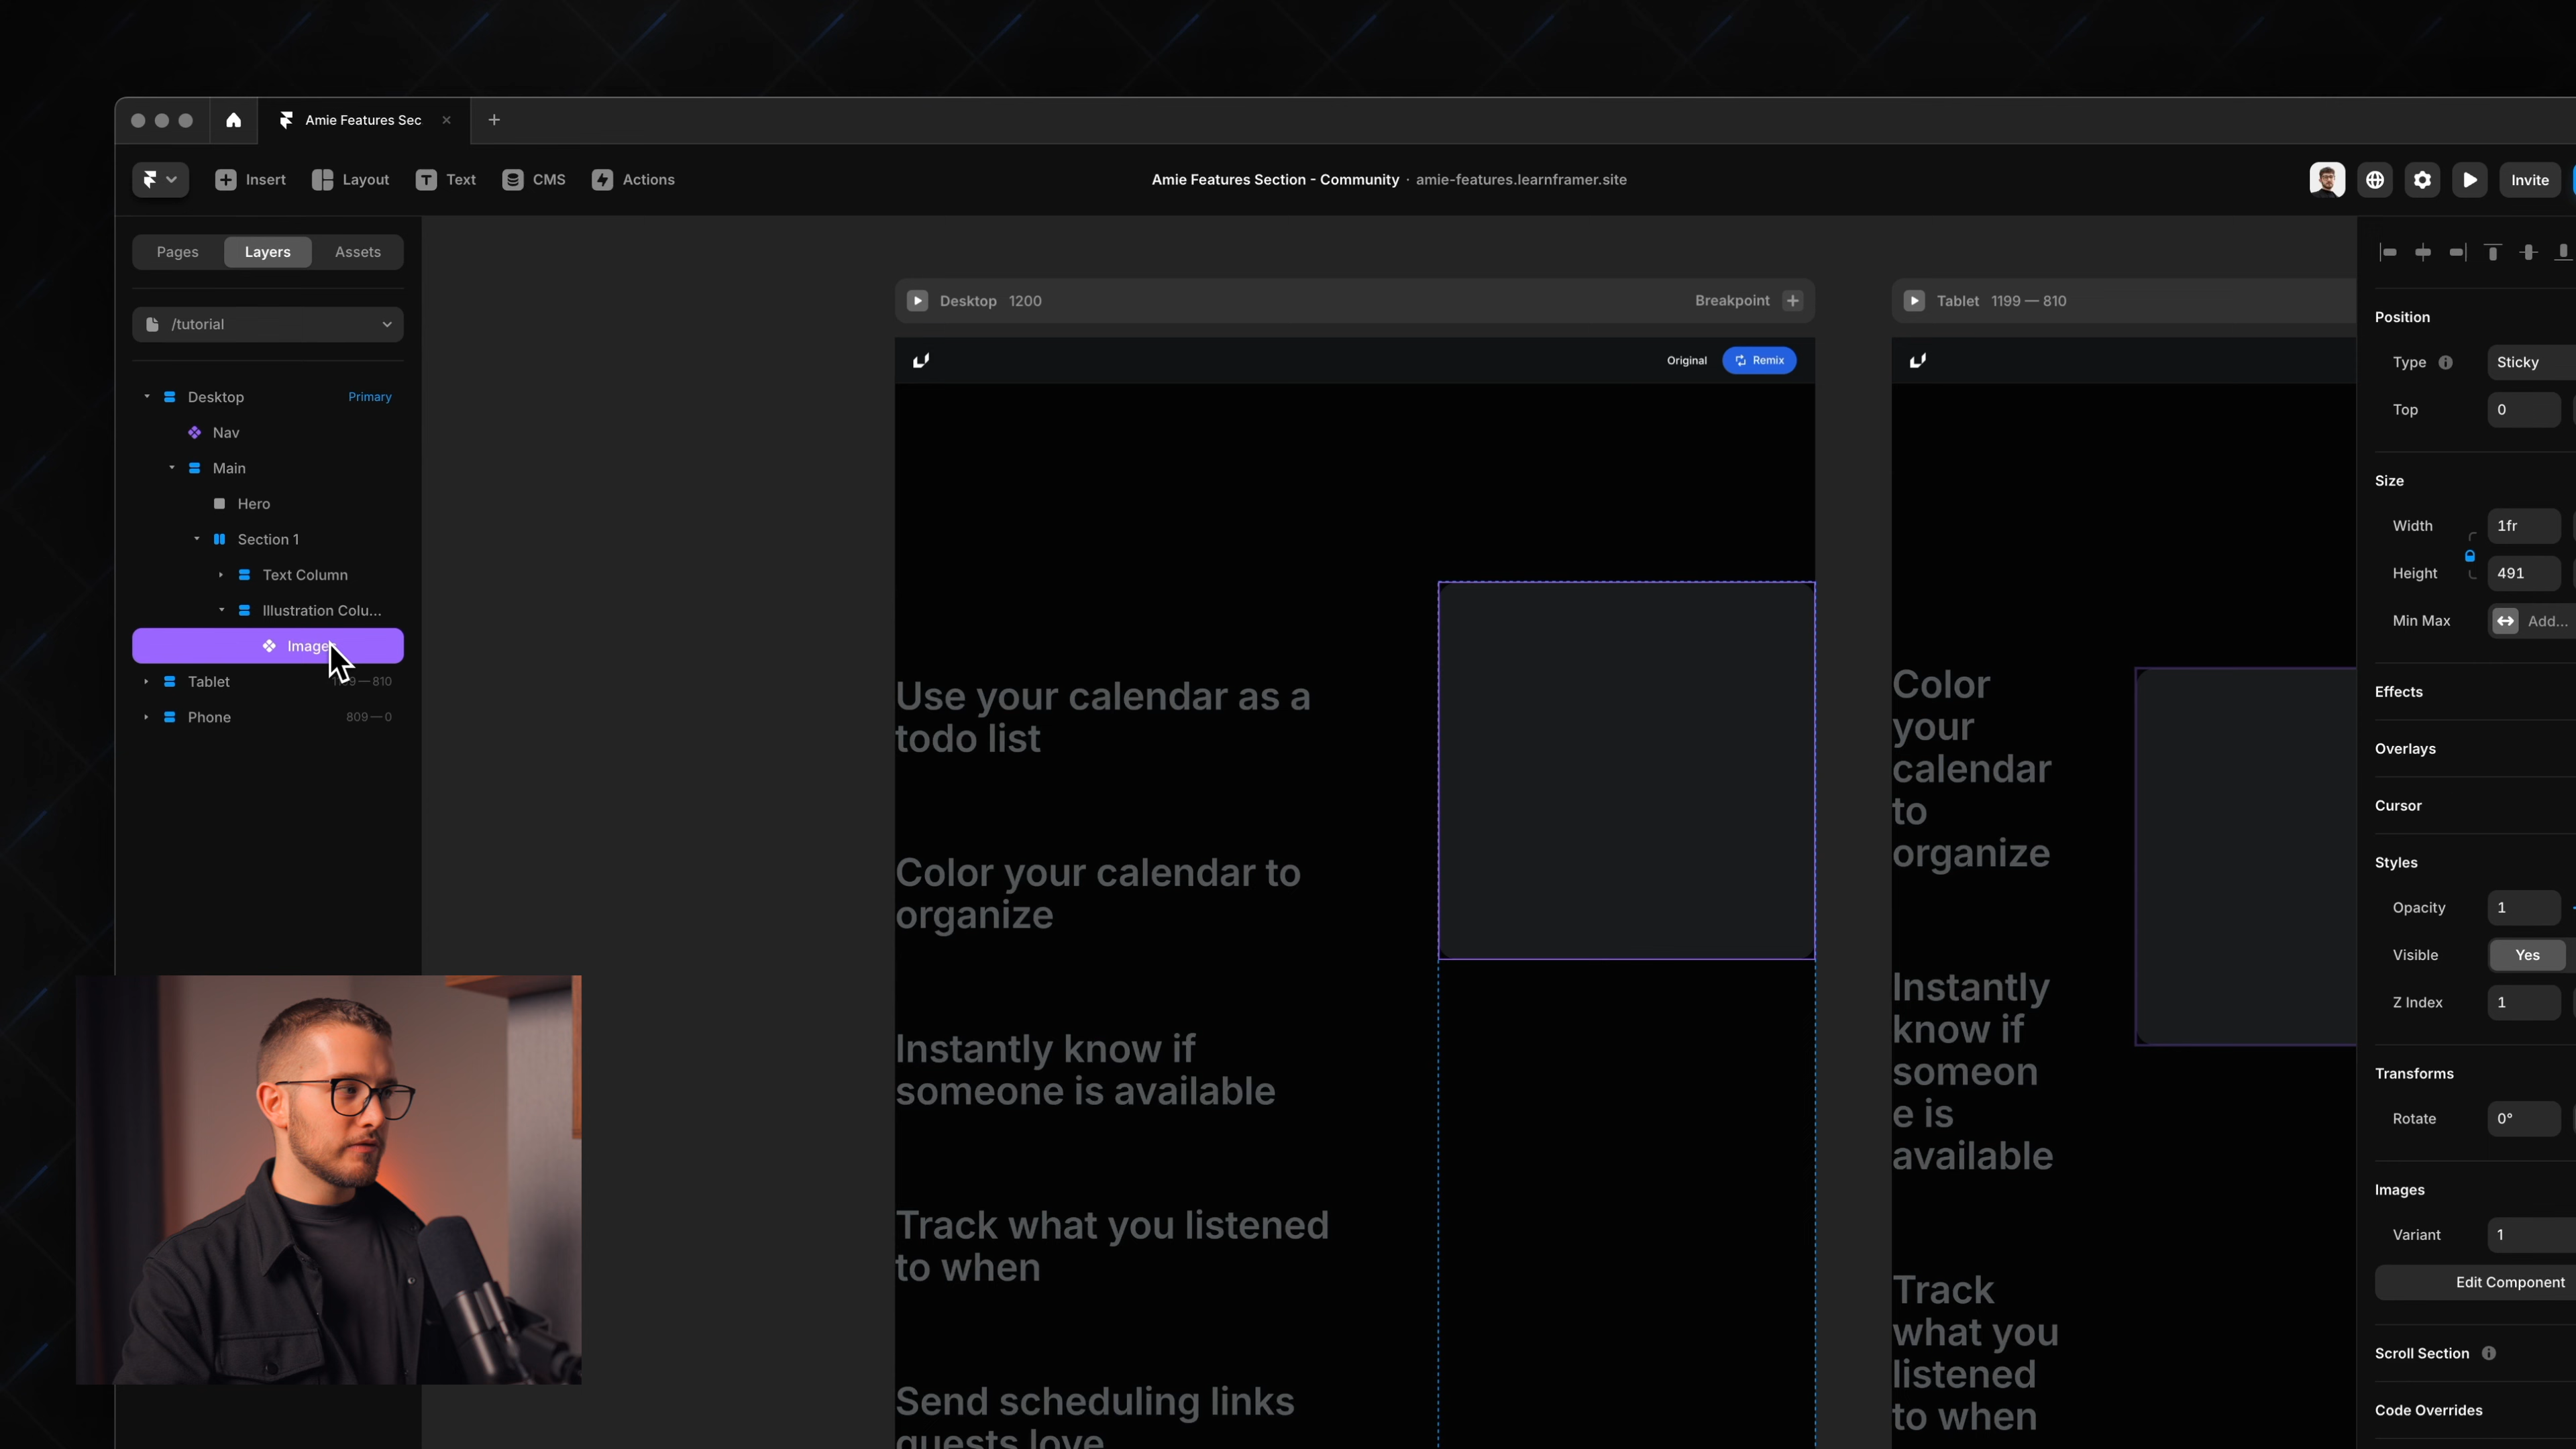 Amie Features Sec
Insert
Layout
Text
CMS
Actions
Amie Features Section - Community · amie-features.learnframer.site
Invite
Pages
Layers
Assets
/tutorial
Desktop
Primary
Nav
Main
Hero
Section 1
Text Column
Illustration Colu...
Image
Tablet
9 — 810
Phone
809 — 0
Desktop 1200
Breakpoint
Original
Remix
Use your calendar as a
todo list
Color your calendar to
organize
Instantly know if
someone is available
Track what you listened
to when
Send scheduling links
guests love
Tablet 1199 — 810
Color
your
calendar
to
organize
Instantly
know if
someon
e is
available
Track
what you
listened
to when
Position
Type
Sticky
Top
0
Size
Width
1fr
Height
491
Min Max
Add...
Effects
Overlays
Cursor
Styles
Opacity
1
Visible
Yes
Z Index
1
Transforms
Rotate
0°
Images
Variant
1
Edit Component
Scroll Section
Code Overrides